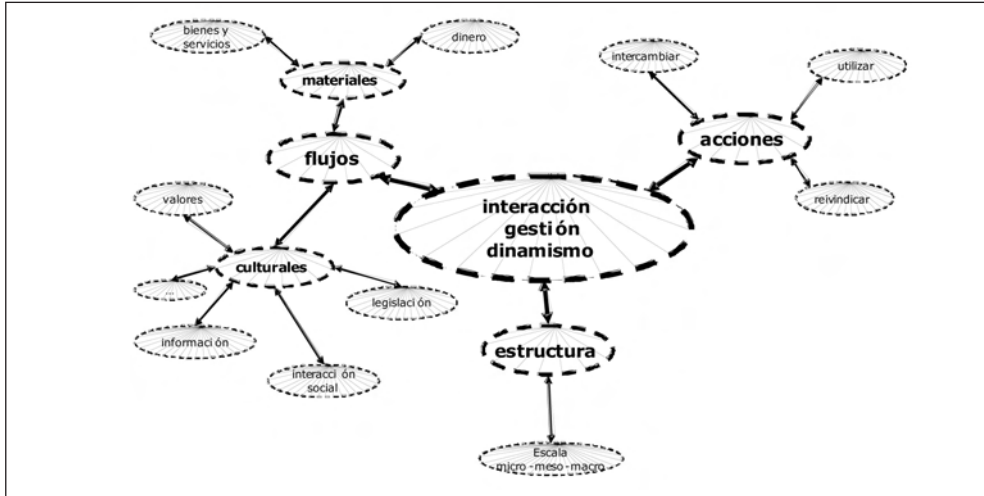 bienes y
servicios
dinero
materiales
flujos
intercambiar
utilizar
acciones
reivindicar
interacción
gestión
dinamismo
valores
culturales
...
legislación
información
interacción
social
estructura
Escala
micro-meso-macro